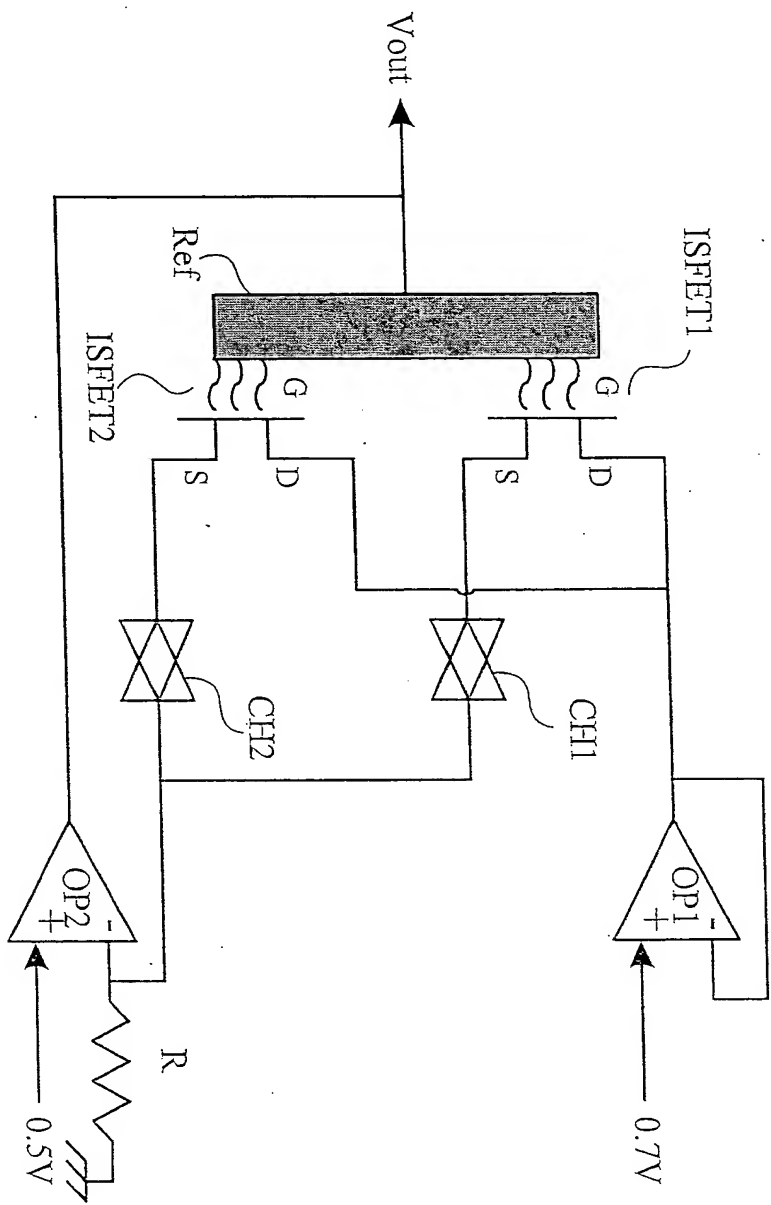 Vout
Ref
ISFET1
ISFET2
G
G
S
D
S
D
CH2
CH1
OP2
+
-
OP1
+
-
R
0.5V
0.7V